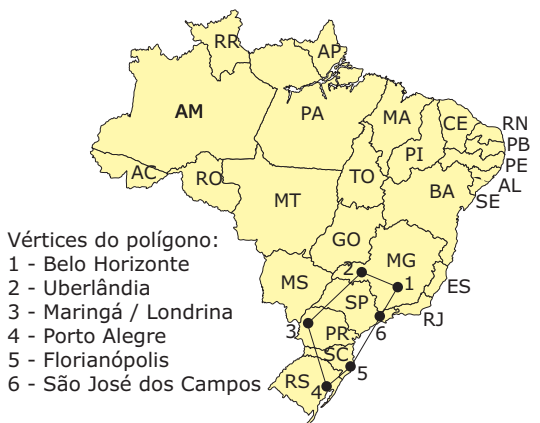 RR
AP
AM
PA
MA
CE
RN
PB
PE
AL
SE
PI
AC
RO
TO
BA
MT
GO
MG
MS
ES
SP
RJ
PR
SC
RS
1
2
3
4
5
6
Vértices do polígono:
1 - Belo Horizonte
2 - Uberlândia
3 - Maringá / Londrina
4 - Porto Alegre
5 - Florianópolis
6 - São José dos Campos